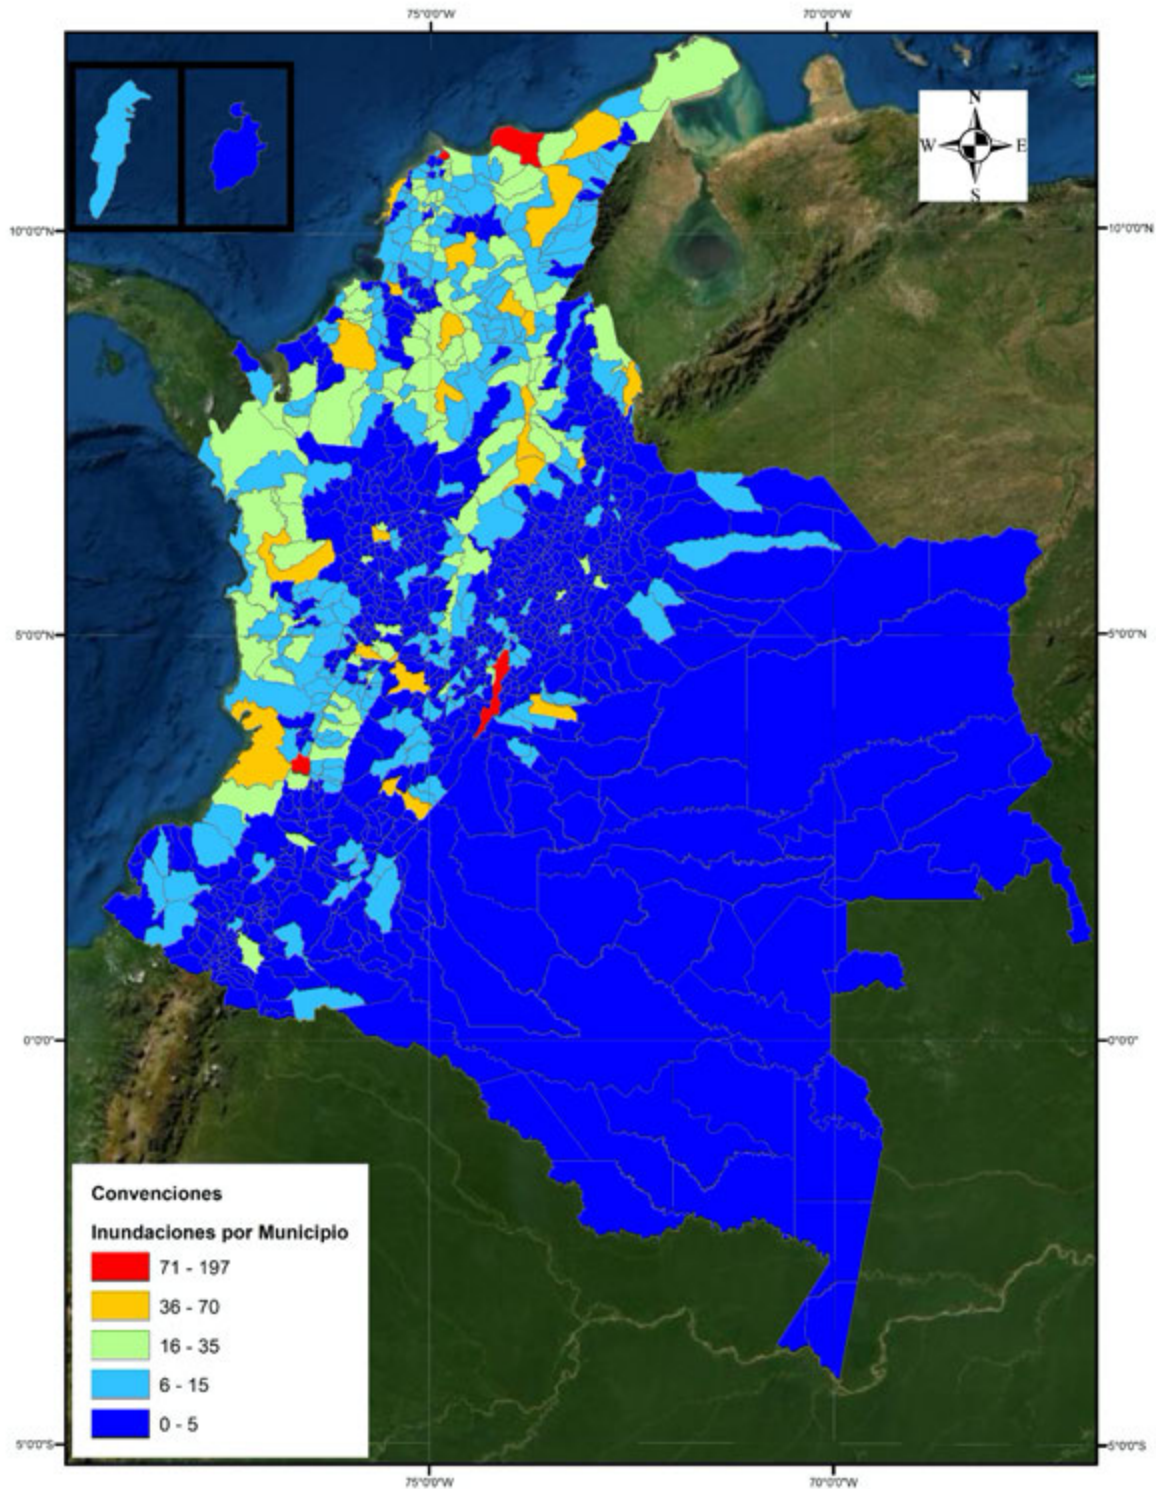 75°0'0"W 70°0'0"W
N
W E
S
10°0'0"N 10°0'0"N
5°0'0"N 5°0'0"N
0°0'0" 0°0'0"
Convenciones
Inundaciones por Municipio
71 - 197
36 - 70
16 - 35
6 - 15
0 - 5
5°0'0"S 5°0'0"S
75°0'0"W 70°0'0"W